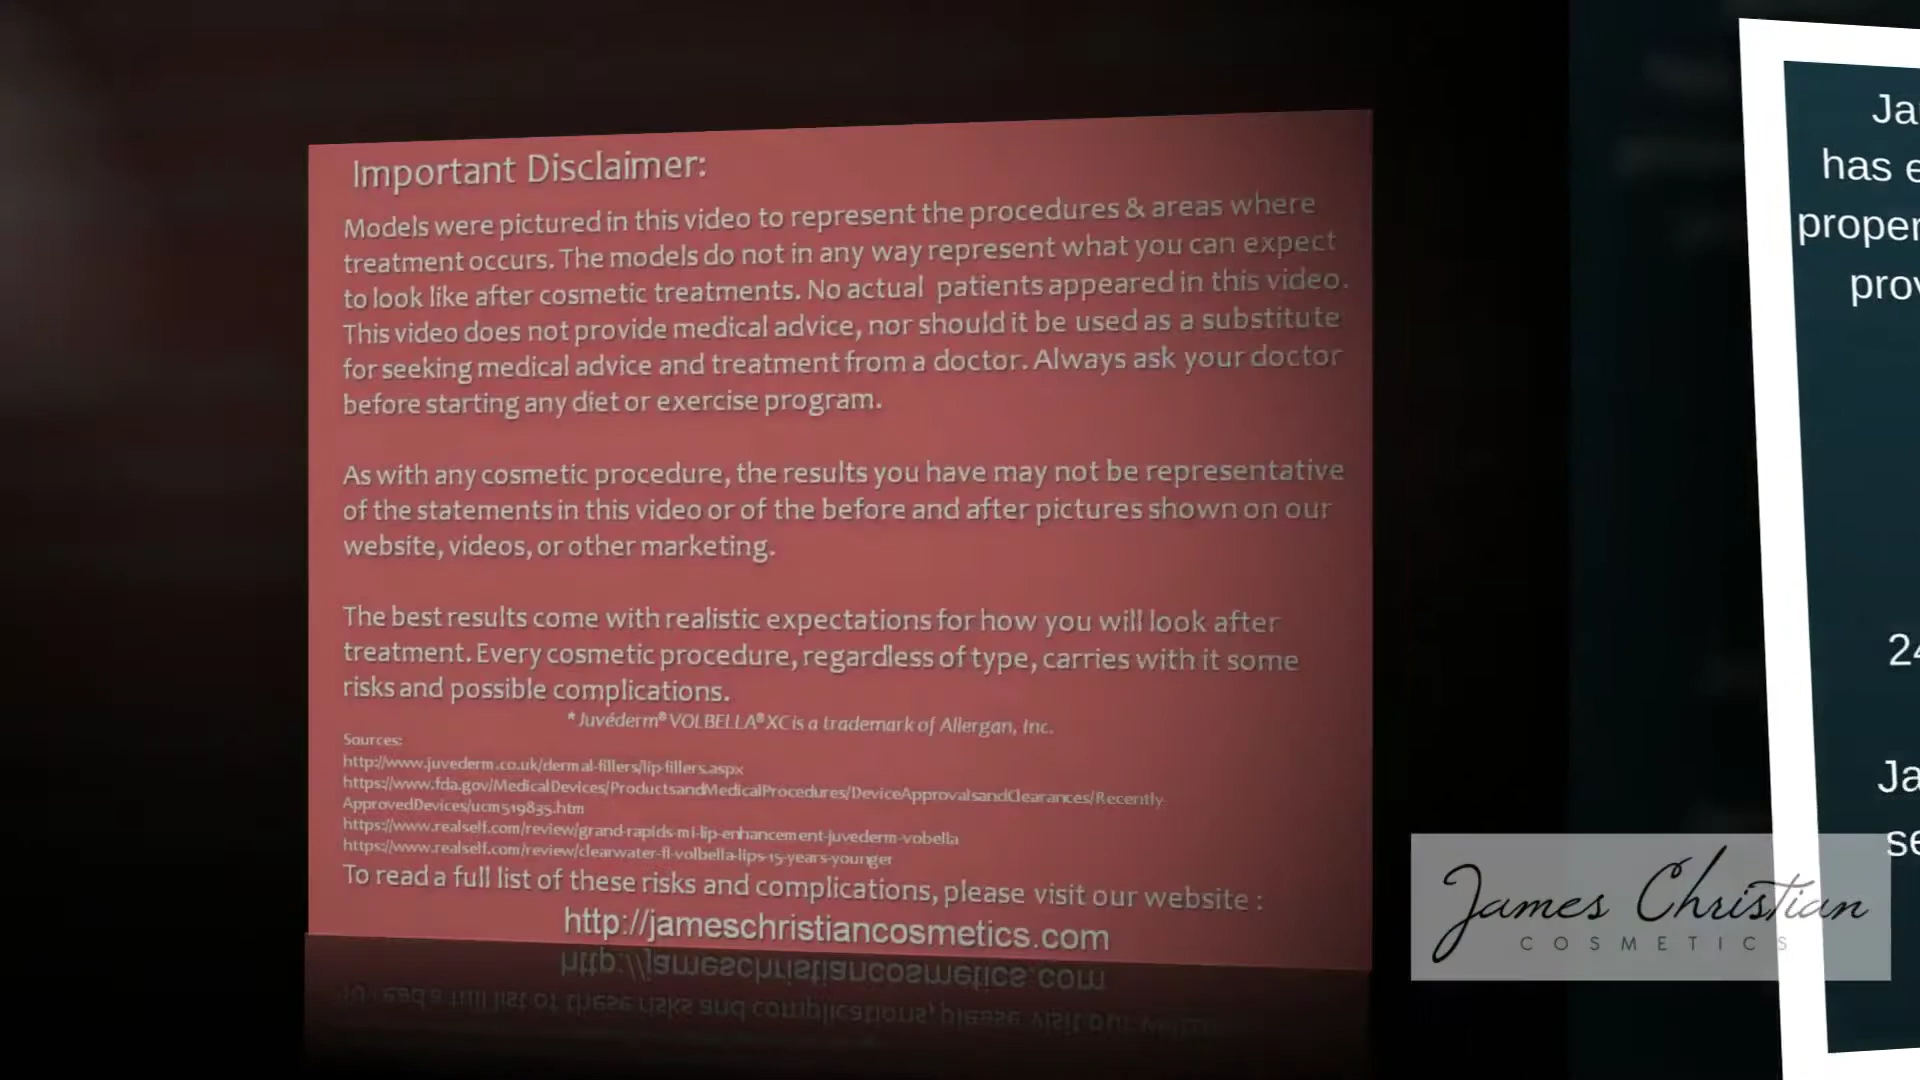 Important Disclaimer:
Models were pictured in this video to represent the procedures & areas where
treatment occurs. The models do not in any way represent what you can expect
to look like after cosmetic treatments. No actual patients appeared in this video.
This video does not provide medical advice, nor should it be used as a substitute
for seeking medical advice and treatment from a doctor. Always ask your doctor
before starting any diet or exercise program.
As with any cosmetic procedure, the results you have may not be representative
of the statements in this video or of the before and after pictures shown on our
website, videos, or other marketing.
The best results come with realistic expectations for how you will look after
treatment. Every cosmetic procedure, regardless of type, carries with it some
risks and possible complications.
* Juvéderm® VOLBELLA® XC is a trademark of Allergan, Inc.
Sources:
http://www.juvederm.co.uk/dermal-fillers/lip-fillers.aspx
https://www.fda.gov/MedicalDevices/ProductsandMedicalProcedures/DeviceApprovalsandClearances/Recently-
ApprovedDevices/ucm519835.htm
https://www.realself.com/review/grand-rapids-mi-lip-enhancement-juvederm-vobella
https://www.realself.com/review/clearwater-fl-volbella-lips-15-years-younger
To read a full list of these risks and complications, please visit our website :
http://jameschristiancosmetics.com
Ja
has e
proper
prov
24
Ja
se
James Christian
COSMETICS